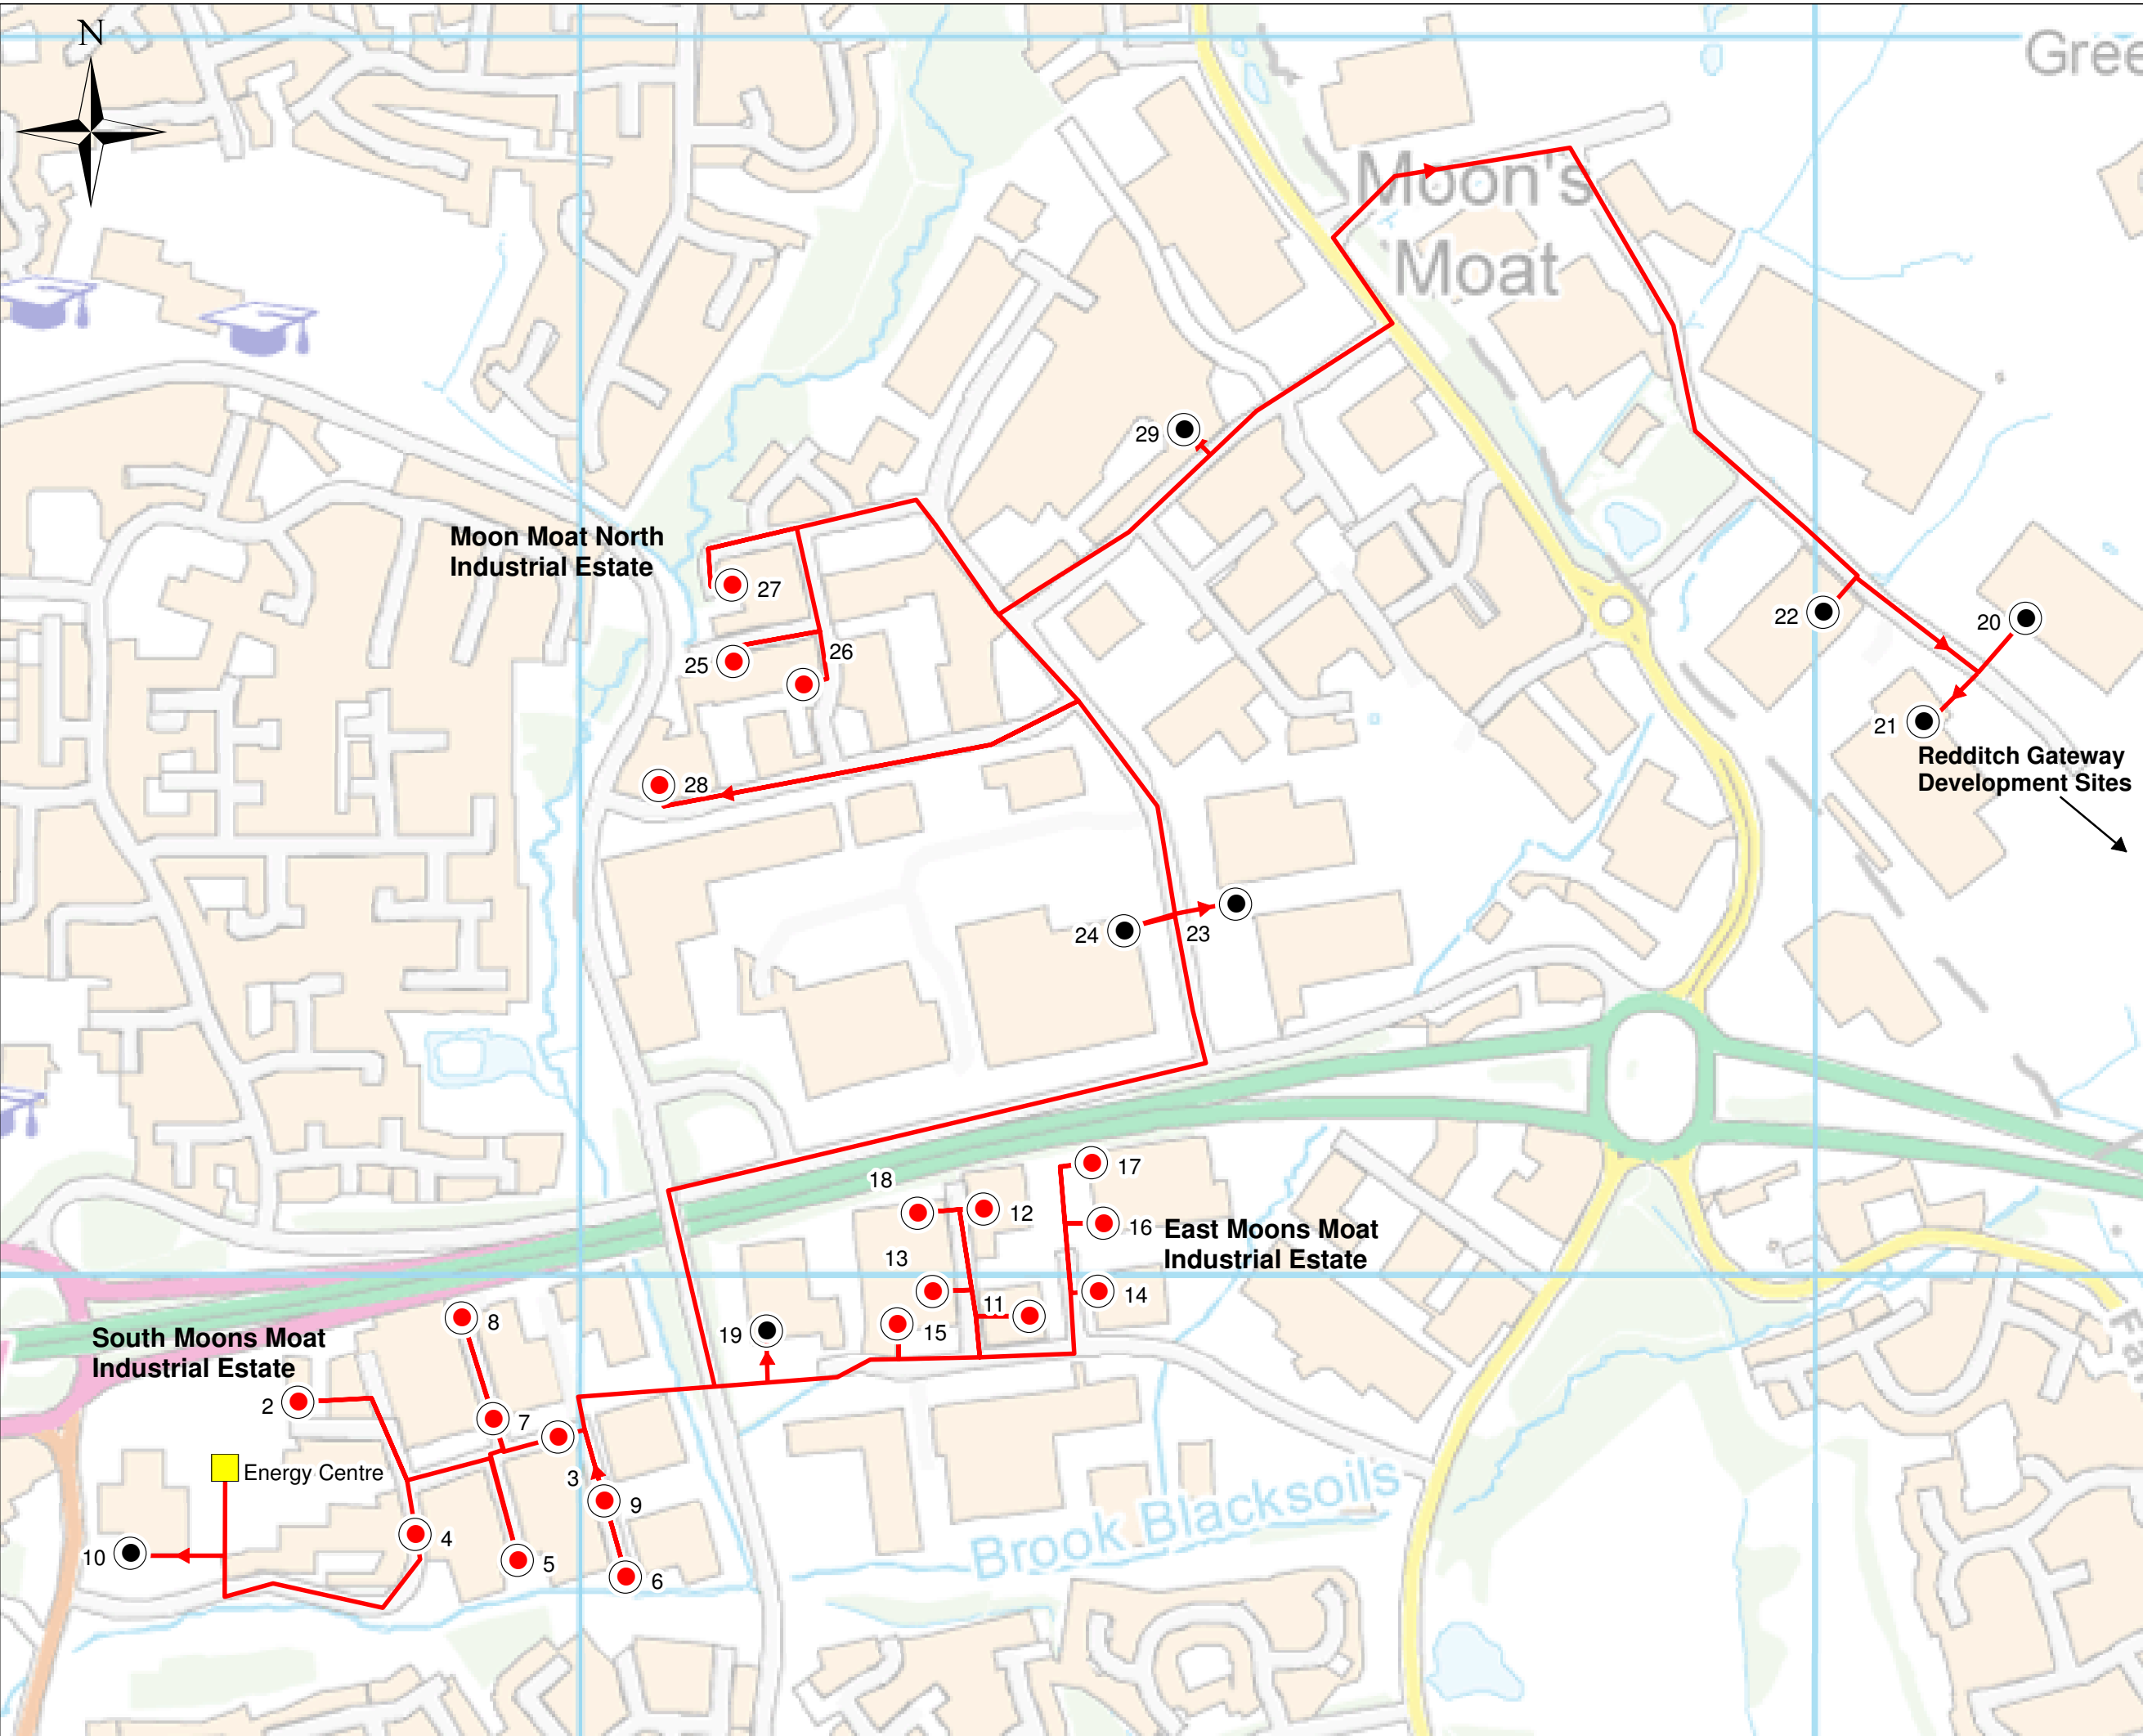 N
Gree
Moon's
Moat
29
Moon Moat North
Industrial Estate
27
22
20
26
25
21
Redditch Gateway
Development Sites
28
24
23
18
17
12
16
East Moons Moat
Industrial Estate
13
14
11
8
15
19
South Moons Moat
Industrial Estate
2
7
Energy Centre
3
9
4
10
5
6
Brook Blacksoils
Far